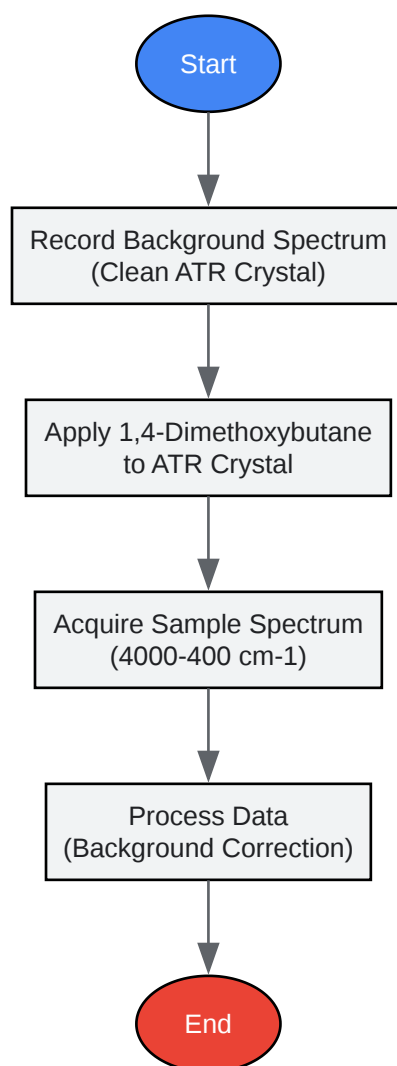 Start
Record Background Spectrum
(Clean ATR Crystal)
Apply 1,4-Dimethoxybutane
to ATR Crystal
Acquire Sample Spectrum
(4000-400 cm-1)
Process Data
(Background Correction)
End